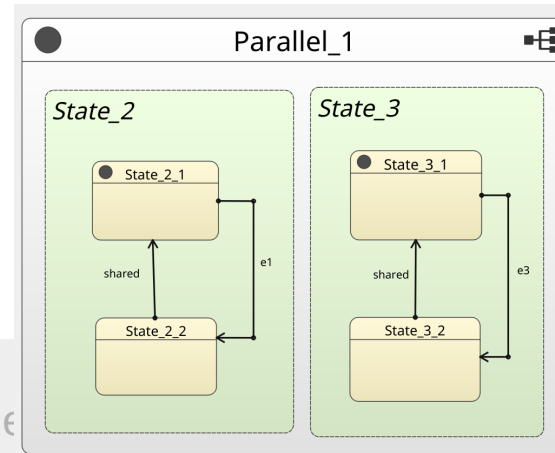 Parallel_1
State_2
State_3
State_2_1
State_3_1
e1
e3
shared
shared
State_2_2
State_3_2